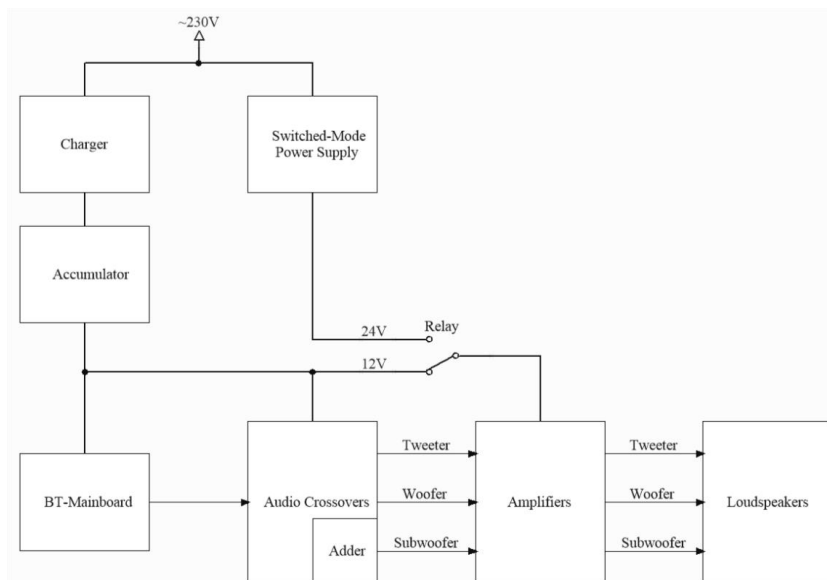 ~230V
Charger
Switched-Mode
Power Supply
Accumulator
24V
Relay
12V
BT-Mainboard
Audio Crossovers
Adder
Tweeter
Woofer
Subwoofer
Amplifiers
Tweeter
Woofer
Subwoofer
Loudspeakers